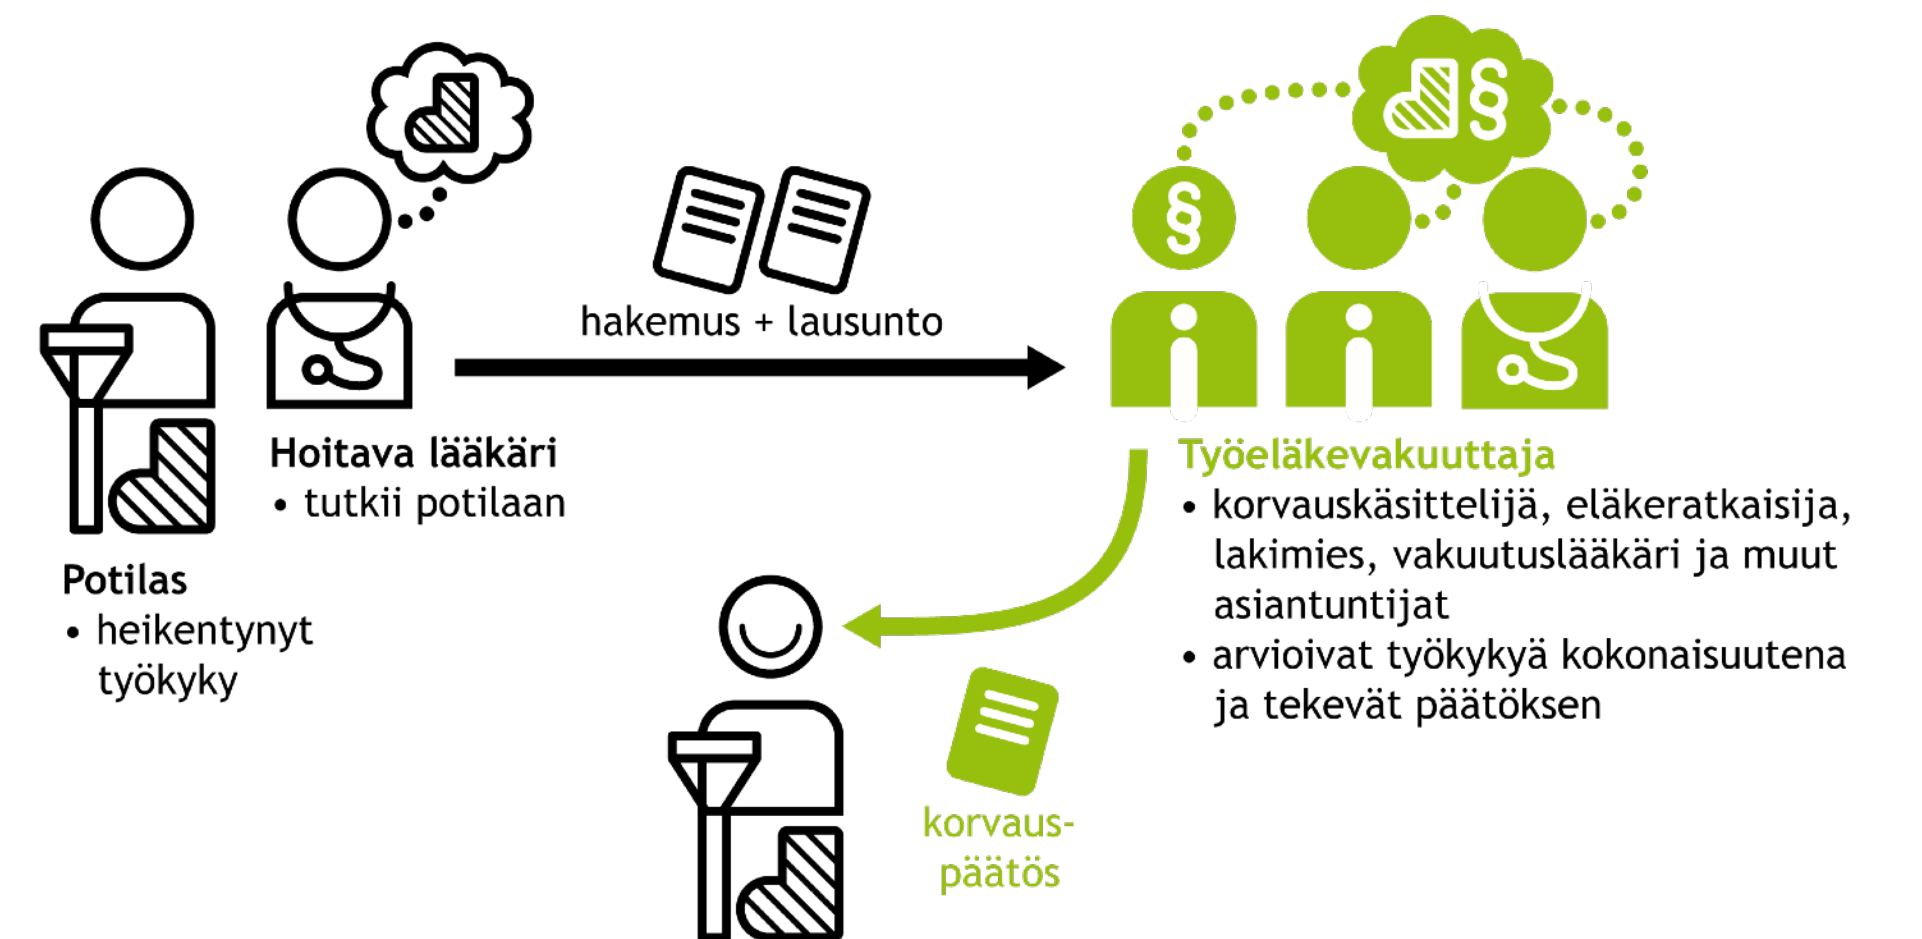 hakemus + lausunto
Hoitava lääkäri
• tutkii potilaan
Potilas
• heikentynyt
työkyky
§
§
Työeläkevakuuttaja
• korvauskäsittelijä, eläkeratkaisija,
lakimies, vakuutuslääkäri ja muut
asiantuntijat
• arvioivat työkykyä kokonaisuutena
ja tekevät päätöksen
korvaus-
päätös